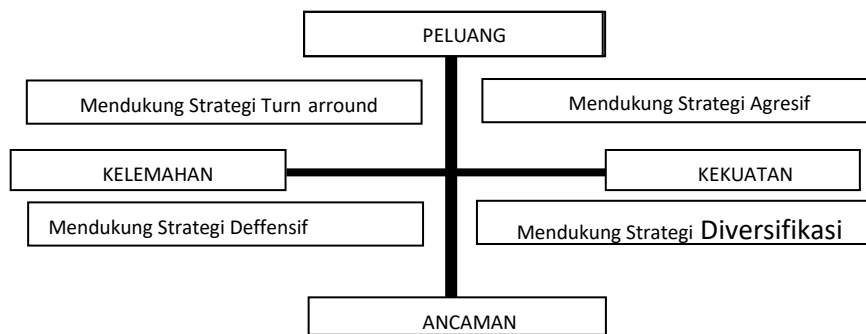 PELUANG
Mendukung Strategi Turn arround
Mendukung Strategi Agresif
KELEMAHAN
KEKUATAN
Mendukung Strategi Deffensif
Mendukung Strategi Diversifikasi
ANCAMAN